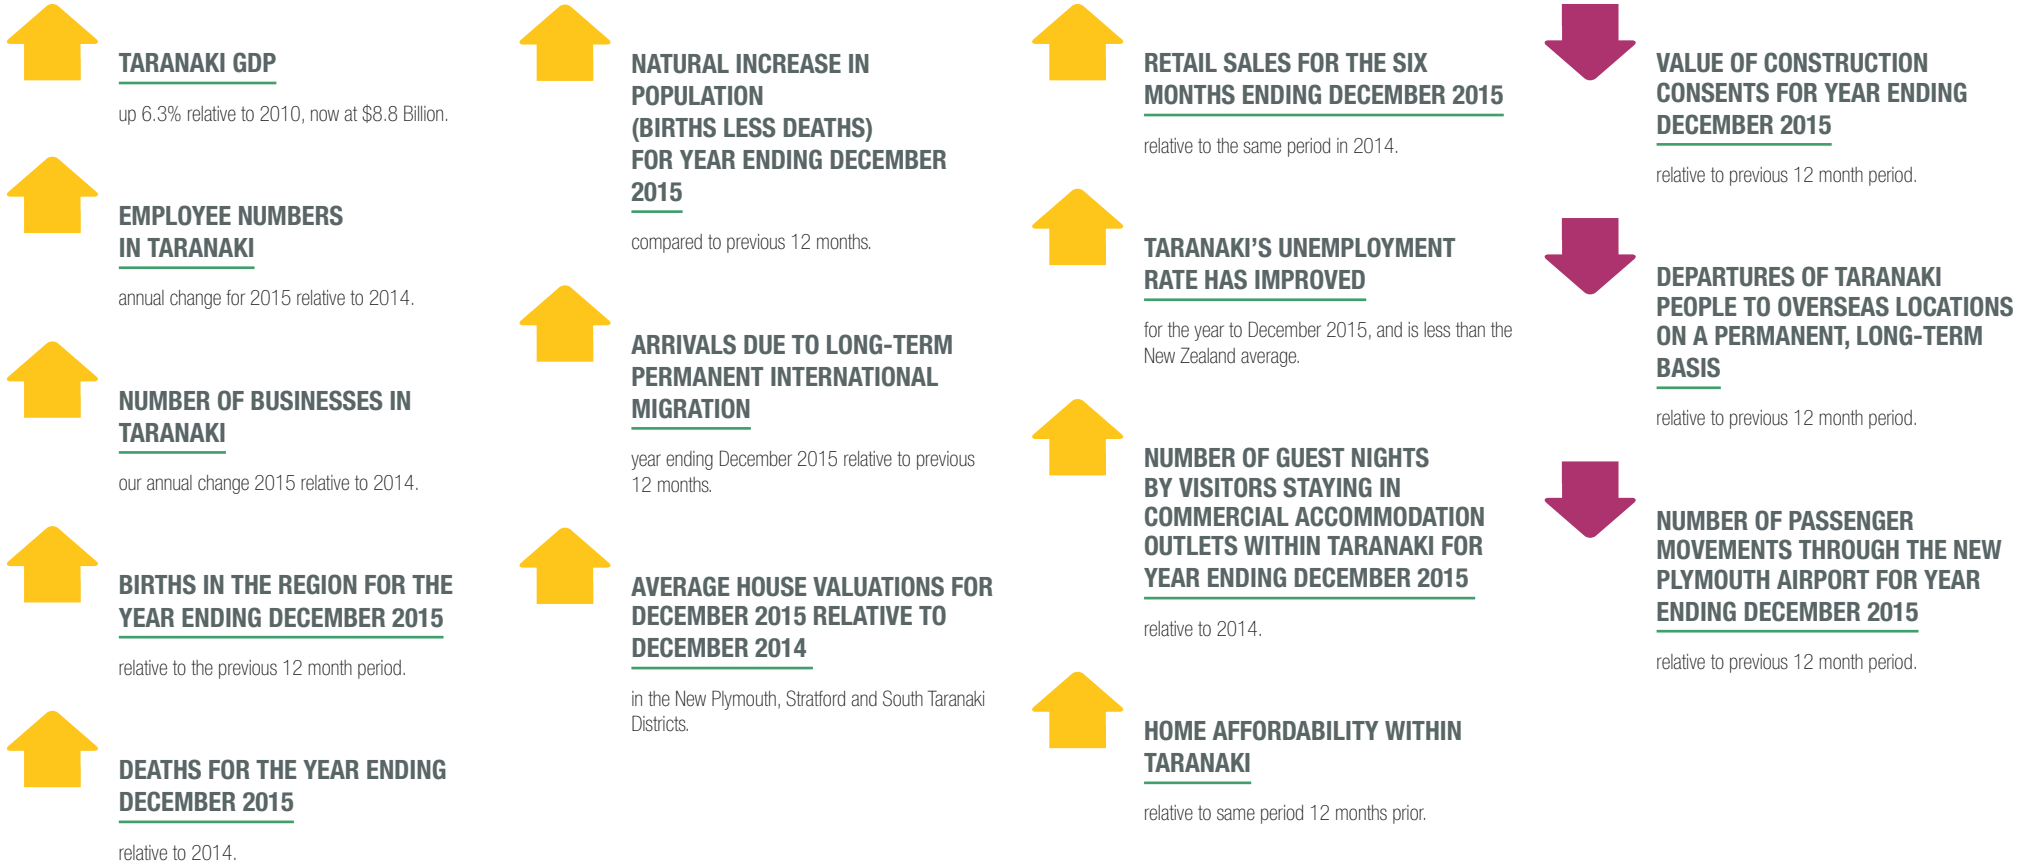 TARANAKI GDP
up 6.3% relative to 2010, now at $8.8 Billion.
EMPLOYEE NUMBERS
IN TARANAKI
annual change for 2015 relative to 2014.
NUMBER OF BUSINESSES IN
TARANAKI
our annual change 2015 relative to 2014.
BIRTHS IN THE REGION FOR THE
YEAR ENDING DECEMBER 2015
relative to the previous 12 month period.
DEATHS FOR THE YEAR ENDING
DECEMBER 2015
relative to 2014.
NATURAL INCREASE IN
POPULATION
(BIRTHS LESS DEATHS)
FOR YEAR ENDING DECEMBER
2015
compared to previous 12 months.
ARRIVALS DUE TO LONG-TERM
PERMANENT INTERNATIONAL
MIGRATION
year ending December 2015 relative to previous
12 months.
AVERAGE HOUSE VALUATIONS FOR
DECEMBER 2015 RELATIVE TO
DECEMBER 2014
in the New Plymouth, Stratford and South Taranaki
Districts.
RETAIL SALES FOR THE SIX
MONTHS ENDING DECEMBER 2015
relative to the same period in 2014.
TARANAKI'S UNEMPLOYMENT
RATE HAS IMPROVED
for the year to December 2015, and is less than the
New Zealand average.
NUMBER OF GUEST NIGHTS
BY VISITORS STAYING IN
COMMERCIAL ACCOMMODATION
OUTLETS WITHIN TARANAKI FOR
YEAR ENDING DECEMBER 2015
relative to 2014.
HOME AFFORDABILITY WITHIN
TARANAKI
relative to same period 12 months prior.
VALUE OF CONSTRUCTION
CONSENTS FOR YEAR ENDING
DECEMBER 2015
relative to previous 12 month period.
DEPARTURES OF TARANAKI
PEOPLE TO OVERSEAS LOCATIONS
ON A PERMANENT, LONG-TERM
BASIS
relative to previous 12 month period.
NUMBER OF PASSENGER
MOVEMENTS THROUGH THE NEW
PLYMOUTH AIRPORT FOR YEAR
ENDING DECEMBER 2015
relative to previous 12 month period.